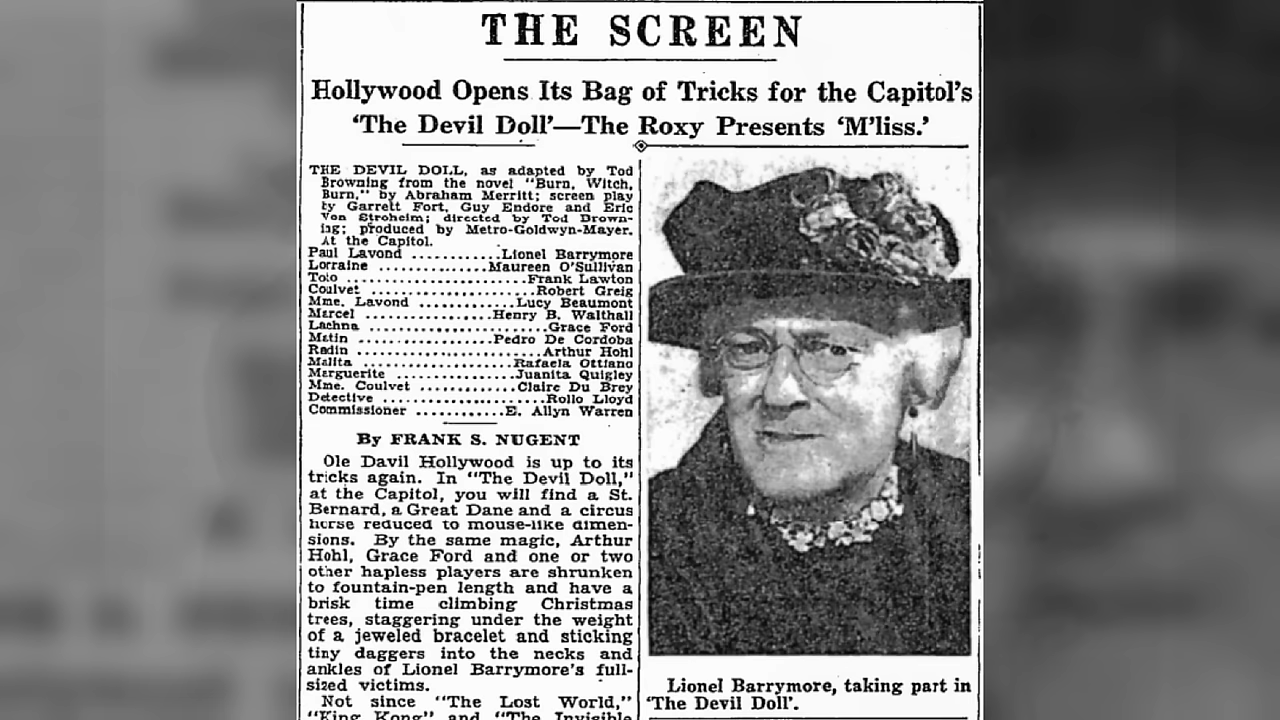 THE SCREEN
Hollywood Opens Its Bag of Tricks for the Capitol's
'The Devil Doll'—The Roxy Presents 'M'liss.'
THE DEVIL DOLL, as adapted by Tod
Browning from the novel "Burn, Witch,
Burn," by Abraham Merritt; screen play
by Garrett Fort, Guy Endore and Eric
Von Stroheim; directed by Tod Brown-
ing; produced by Metro-Goldwyn-Mayer.
At the Capitol.
Paul Lavond ...........Lionel Barrymore
Lorraine ..............Maureen O'Sullivan
Toto ..........................Frank Lawton
Coulvet ........................Robert Greig
Mme. Lavond ............Lucy Beaumont
Marcel ..................Henry B. Walthall
Lachna ..........................Grace Ford
Matin .....................Pedro De Cordoba
Radin ..........................Arthur Hohl
Malita .......................Rafaela Ottiano
Marguerite ...................Juanita Quigley
Mme. Coulvet ............Claire Du Brey
Detective .....................Rollo Lloyd
Commissioner ...........E. Allyn Warren
By FRANK S. NUGENT
Ole Davil Hollywood is up to its
tricks again. In "The Devil Doll,"
at the Capitol, you will find a St.
Bernard, a Great Dane and a circus
horse reduced to mouse-like dimen-
sions. By the same magic, Arthur
Hohl, Grace Ford and one or two
other hapless players are shrunken
to fountain-pen length and have a
brisk time climbing Christmas
trees, staggering under the weight
of a jeweled bracelet and sticking
tiny daggers into the necks and
ankles of Lionel Barrymore's full-
sized victims.
Not since "The Lost World,"
"King Kong" and "The Invisible
Lionel Barrymore, taking part in
'The Devil Doll'.